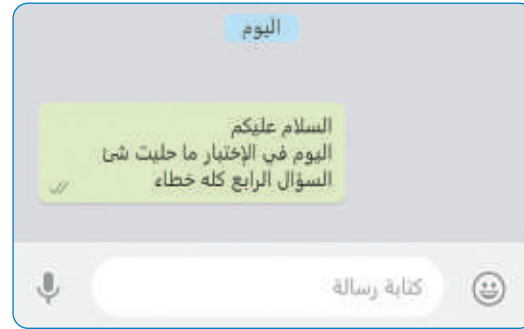 اليوم
السلام عليكم
اليوم في الإختبار ما حليت شئ
السؤال الرابع كله خطاء
كتابة رسالة